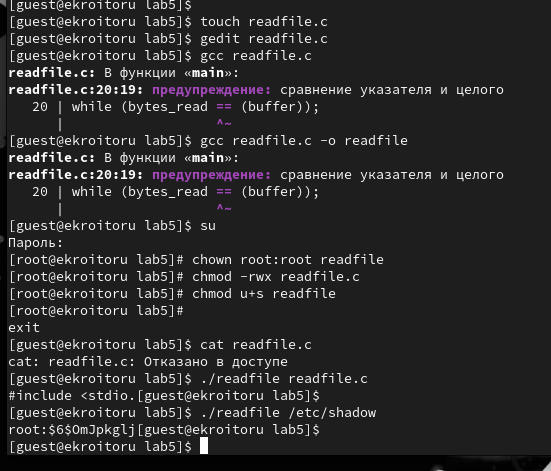 [guest@ekroitoru lab5]$
[guest@ekroitoru lab5]$ touch readfile.c
[guest@ekroitoru lab5]$ gedit readfile.c
[guest@ekroitoru lab5]$ gcc readfile.c
readfile.c: В функции «main»:
readfile.c:20:19: предупреждение: сравнение указателя и целого
   20 | while (bytes_read == (buffer));
      |                   ^~
[guest@ekroitoru lab5]$ gcc readfile.c -o readfile
readfile.c: В функции «main»:
readfile.c:20:19: предупреждение: сравнение указателя и целого
   20 | while (bytes_read == (buffer));
      |                   ^~
[guest@ekroitoru lab5]$ su
Пароль:
[root@ekroitoru lab5]# chown root:root readfile
[root@ekroitoru lab5]# chmod -rwx readfile.c
[root@ekroitoru lab5]# chmod u+s readfile
[root@ekroitoru lab5]#
exit
[guest@ekroitoru lab5]$ cat readfile.c
cat: readfile.c: Отказано в доступе
[guest@ekroitoru lab5]$ ./readfile readfile.c
#include <stdio.[guest@ekroitoru lab5]$
[guest@ekroitoru lab5]$ ./readfile /etc/shadow
root:$6$OmJpkglj[guest@ekroitoru lab5]$
[guest@ekroitoru lab5]$